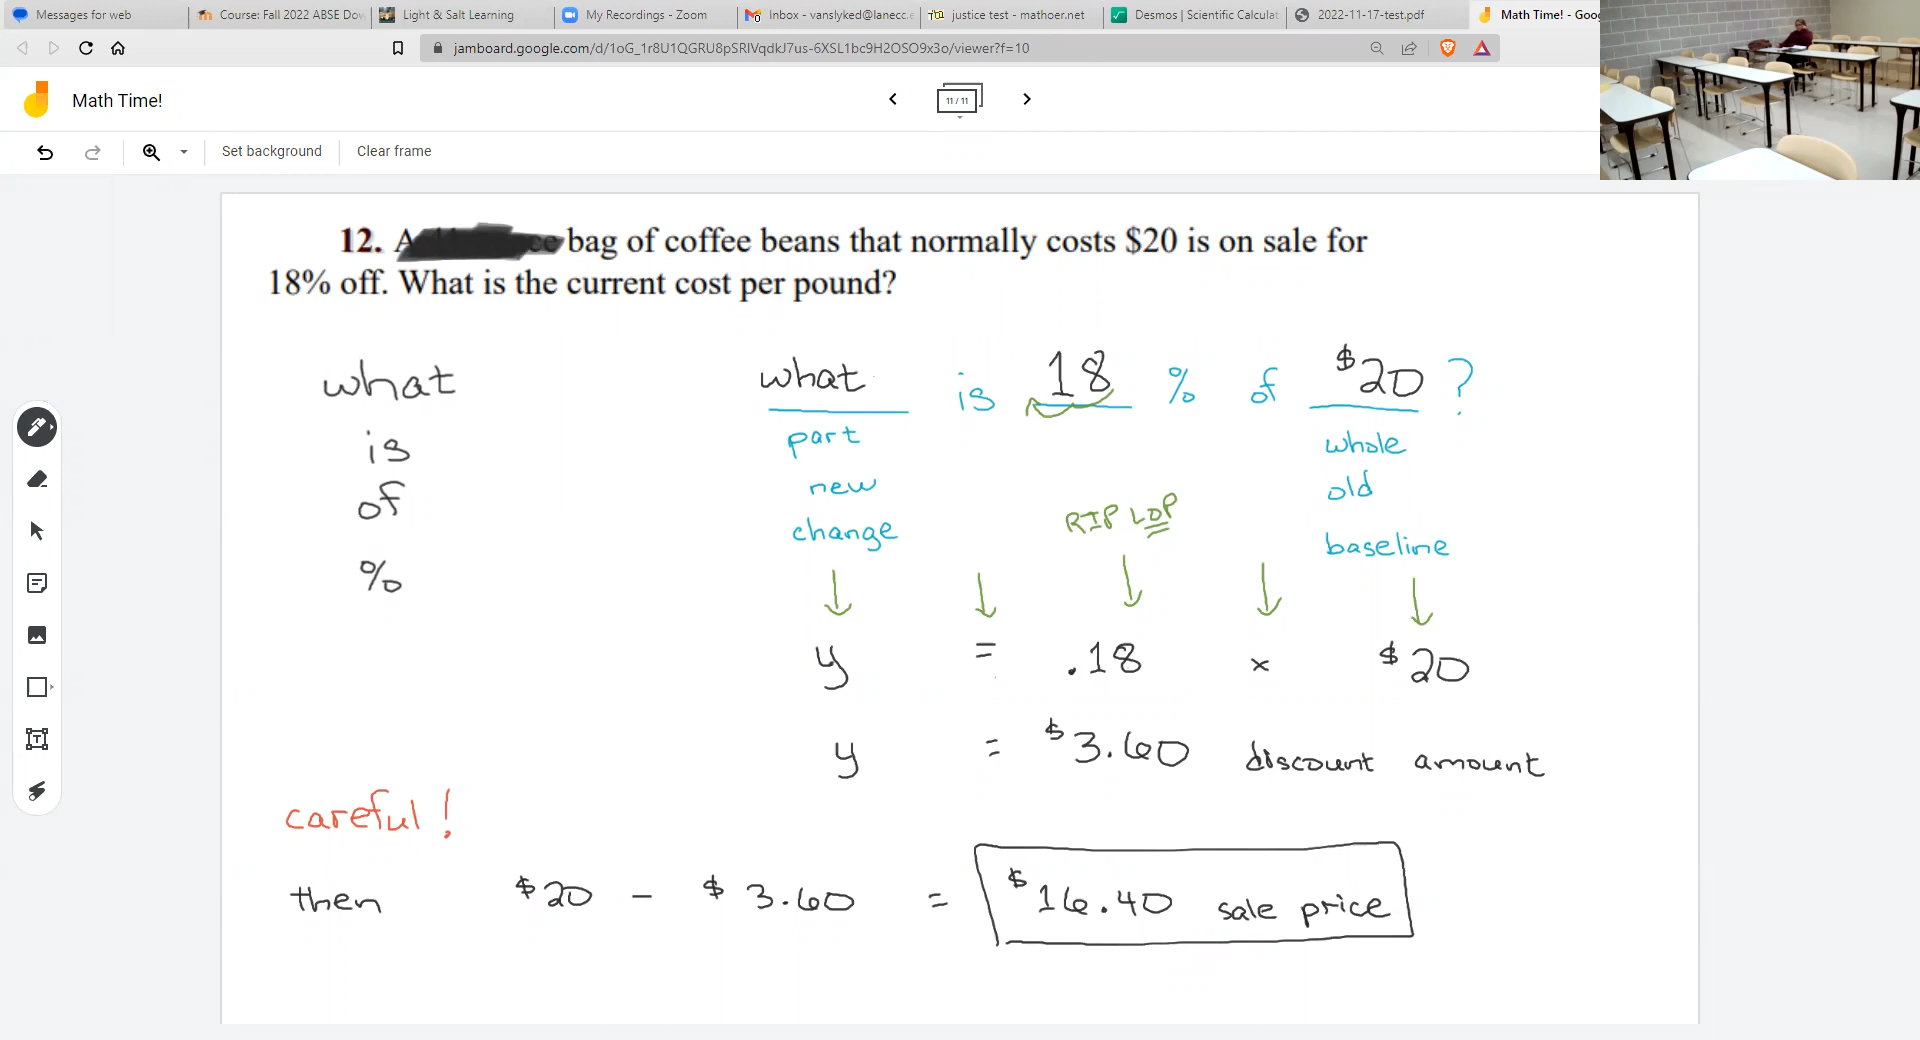 Messages for web
Course: Fall 2022 ABSE Dow
Light & Salt Learning
My Recordings - Zoom
Inbox - vanslyked@lanecc.e
justice test - mathoer.net
Desmos | Scientific Calculat
2022-11-17-test.pdf
Math Time! - Goo
jamboard.google.com/d/1oG_1r8U1QGRU8pSRlVqdkJ7us-6XSL1bc9H2OSO9x3o/viewer?f=10
Math Time!
11 / 11
Set background
Clear frame
12. A bag of coffee beans that normally costs $20 is on sale for
18% off. What is the current cost per pound?
what
is
of
%
what is 18 % of $20 ?
part whole
new old
change RIP LDP baseline
y = .18 x $20
y = $3.60 discount amount
careful!
then $20 - $3.60 = $16.40 sale price